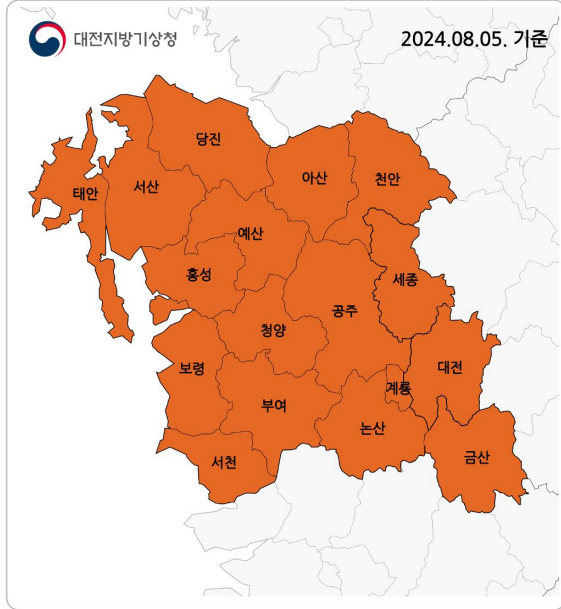 대전지방기상청
2024.08.05. 기준
당진
아산
천안
태안
서산
예산
홍성
세종
공주
청양
보령
대전
계룡
부여
논산
금산
서천